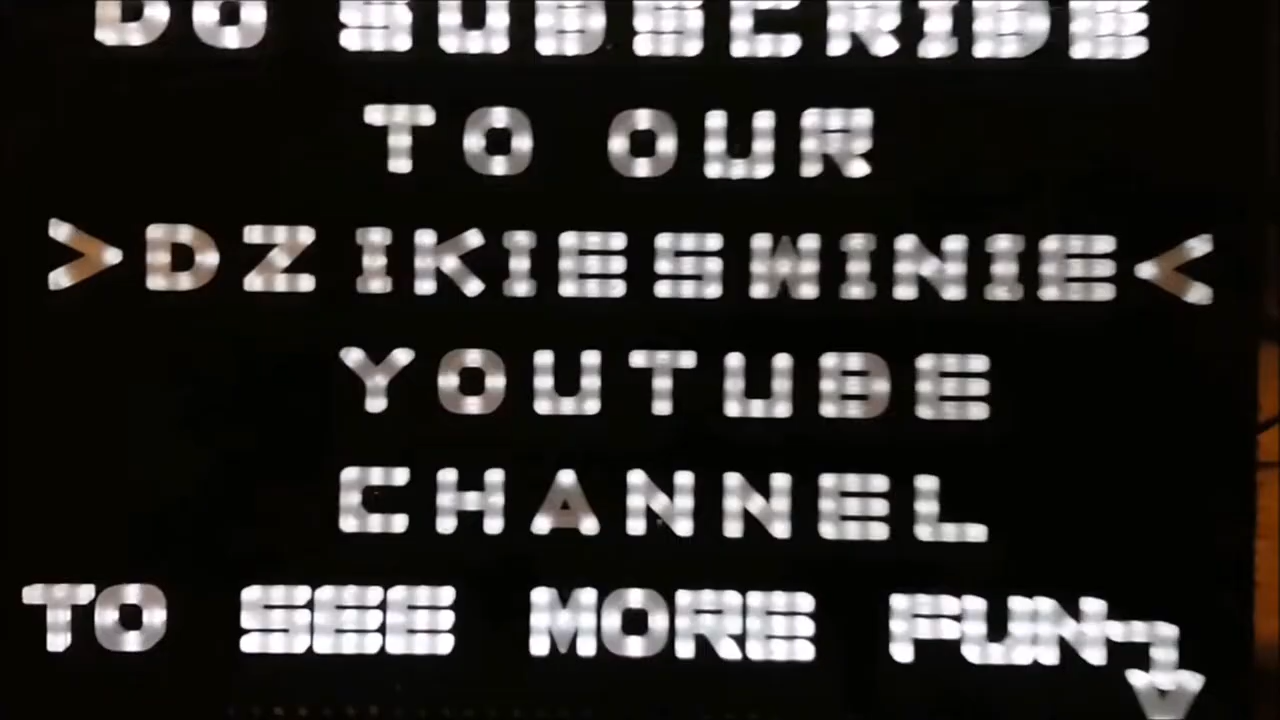 DO SUBSCRIBE
TO OUR
>DZIKIESWINIE<
YOUTUBE
CHANNEL
TO SEE MORE FUN